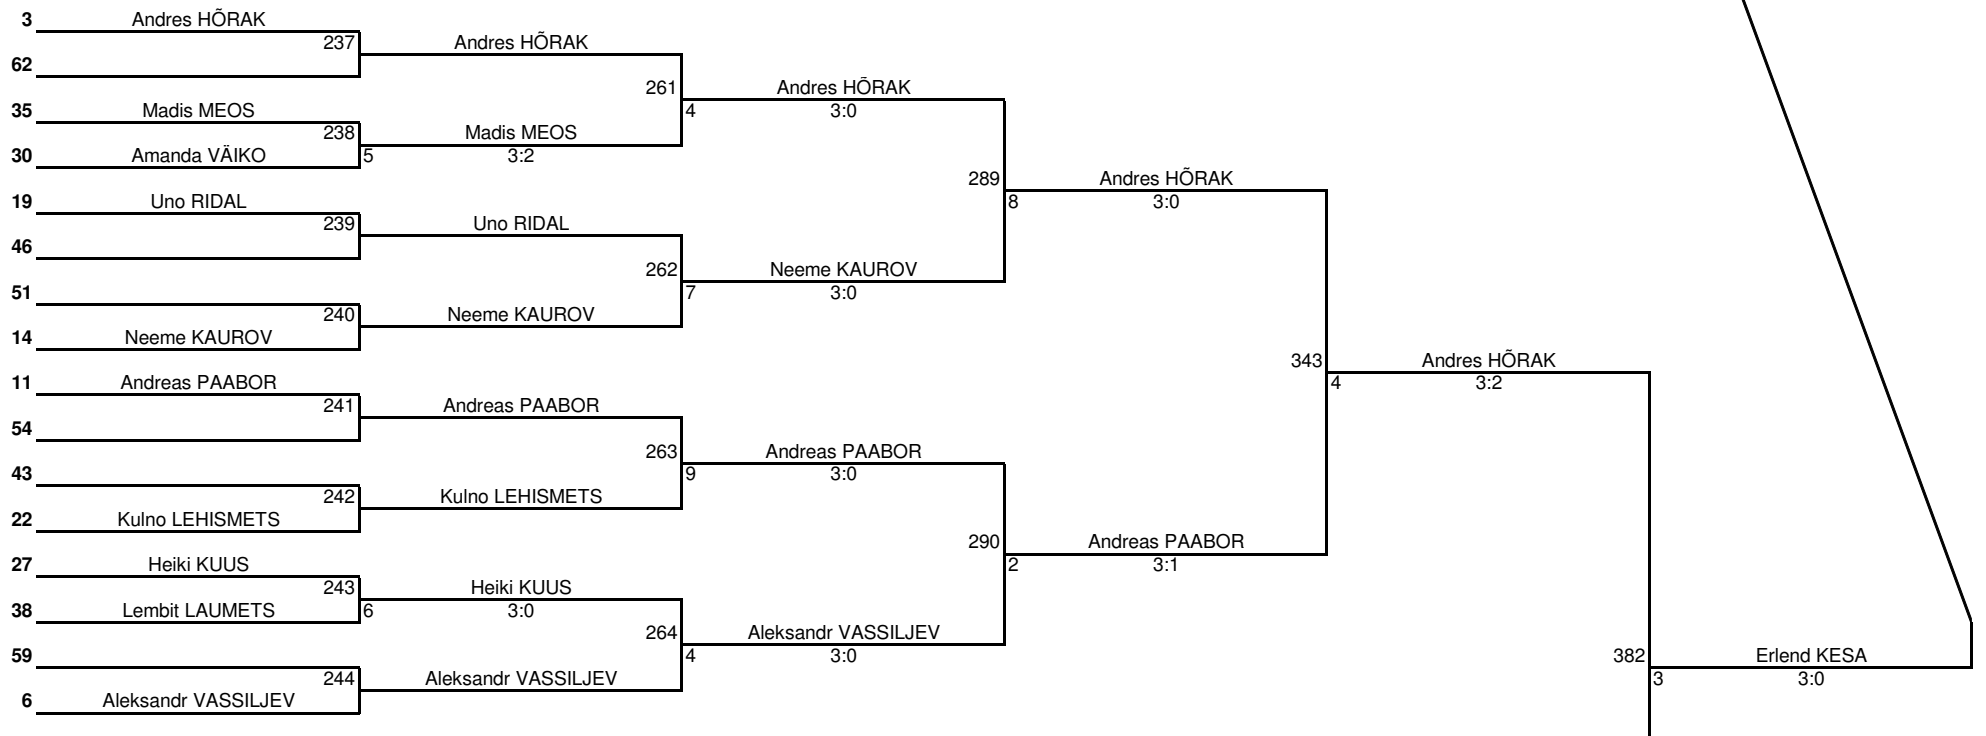 3 Andres HÕRAK
237 Andres HÕRAK
62
261 Andres HÕRAK
35 Madis MEOS
4 3:0
238 Madis MEOS
30 Amanda VÄIKO 5 3:2
289 Andres HÕRAK
19 Uno RIDAL
8 3:0
239 Uno RIDAL
46
262 Neeme KAUROV
51
7 3:0
240 Neeme KAUROV
14 Neeme KAUROV
343 Andres HÕRAK
11 Andreas PAABOR
4 3:2
241 Andreas PAABOR
54
263 Andreas PAABOR
43
9 3:0
242 Kulno LEHISMETS
22 Kulno LEHISMETS
290 Andreas PAABOR
27 Heiki KUUS
2 3:1
243 Heiki KUUS
38 Lembit LAUMETS 6 3:0
264 Aleksandr VASSILJEV
59
4 3:0
382 Erlend KESA
244 Aleksandr VASSILJEV
3 3:0
6 Aleksandr VASSILJEV